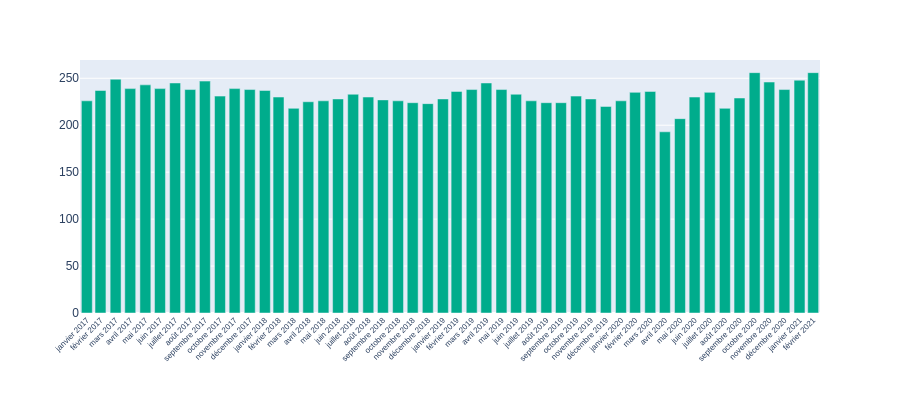 250
200
150
100
50
0
janvier 2017
février 2017
mars 2017
avril 2017
mai 2017
juin 2017
juillet 2017
août 2017
septembre 2017
octobre 2017
novembre 2017
décembre 2017
janvier 2018
février 2018
mars 2018
avril 2018
mai 2018
juin 2018
juillet 2018
août 2018
septembre 2018
octobre 2018
novembre 2018
décembre 2018
janvier 2019
février 2019
mars 2019
avril 2019
mai 2019
juin 2019
juillet 2019
août 2019
septembre 2019
octobre 2019
novembre 2019
décembre 2019
janvier 2020
février 2020
mars 2020
avril 2020
mai 2020
juin 2020
juillet 2020
août 2020
septembre 2020
octobre 2020
novembre 2020
décembre 2020
janvier 2021
février 2021